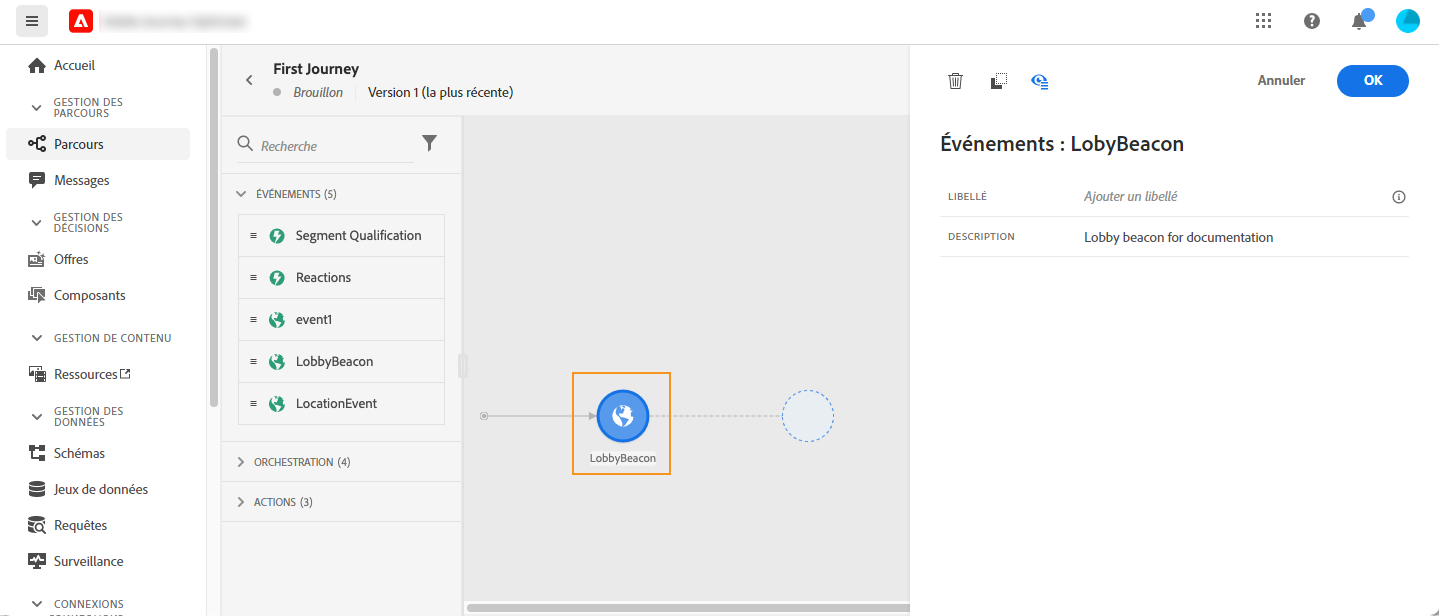 Accueil
GESTION DES
PARCOURS
Parcours
Messages
GESTION DES
DÉCISIONS
Offres
Composants
GESTION DE CONTENU
Ressources
GESTION DES
DONNÉES
Schémas
Jeux de données
Requêtes
Surveillance
CONNEXIONS
First Journey
Brouillon
Version 1 (la plus récente)
Recherche
ÉVÉNEMENTS (5)
Segment Qualification
Reactions
event1
LobbyBeacon
LocationEvent
ORCHESTRATION (4)
ACTIONS (3)
LobbyBeacon
Annuler
OK
Événements : LobyBeacon
LIBELLÉ
Ajouter un libellé
DESCRIPTION
Lobby beacon for documentation